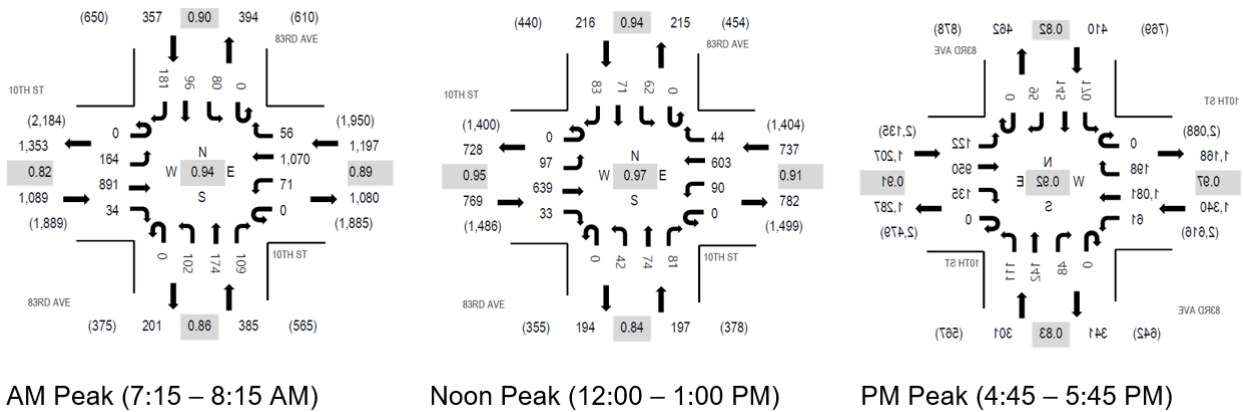 (650) 357 0.90 394 (610)
83RD AVE
10TH ST
181 96 80 0
(2,184)
1,353
0.82
1,089
(1,889)
0
164
891
34
N
W 0.94 E
S
56
1,070
71
0
(1,950)
1,197
0.89
1,080
(1,885)
0 102 174 109
10TH ST
83RD AVE
(375) 201 0.86 385 (565)
AM Peak (7:15 – 8:15 AM)
(440) 216 0.94 215 (454)
83RD AVE
10TH ST
83 71 62 0
(1,400)
728
0.95
769
(1,486)
0
97
639
33
N
W 0.97 E
S
44
603
90
0
(1,404)
737
0.91
782
(1,499)
0 42 74 81
10TH ST
83RD AVE
(355) 194 0.84 197 (378)
Noon Peak (12:00 – 1:00 PM)
(878) 462 0.82 410 (769)
83RD AVE
10TH ST
0 95 145 170
(2,135)
1,207
0.91
1,287
(2,479)
122
950
135
0
N
E 0.92 W
S
0
198
1,081
61
(2,088)
1,168
0.97
1,340
(2,616)
111 142 48 0
10TH ST
83RD AVE
(567) 301 0.83 341 (642)
PM Peak (4:45 – 5:45 PM)